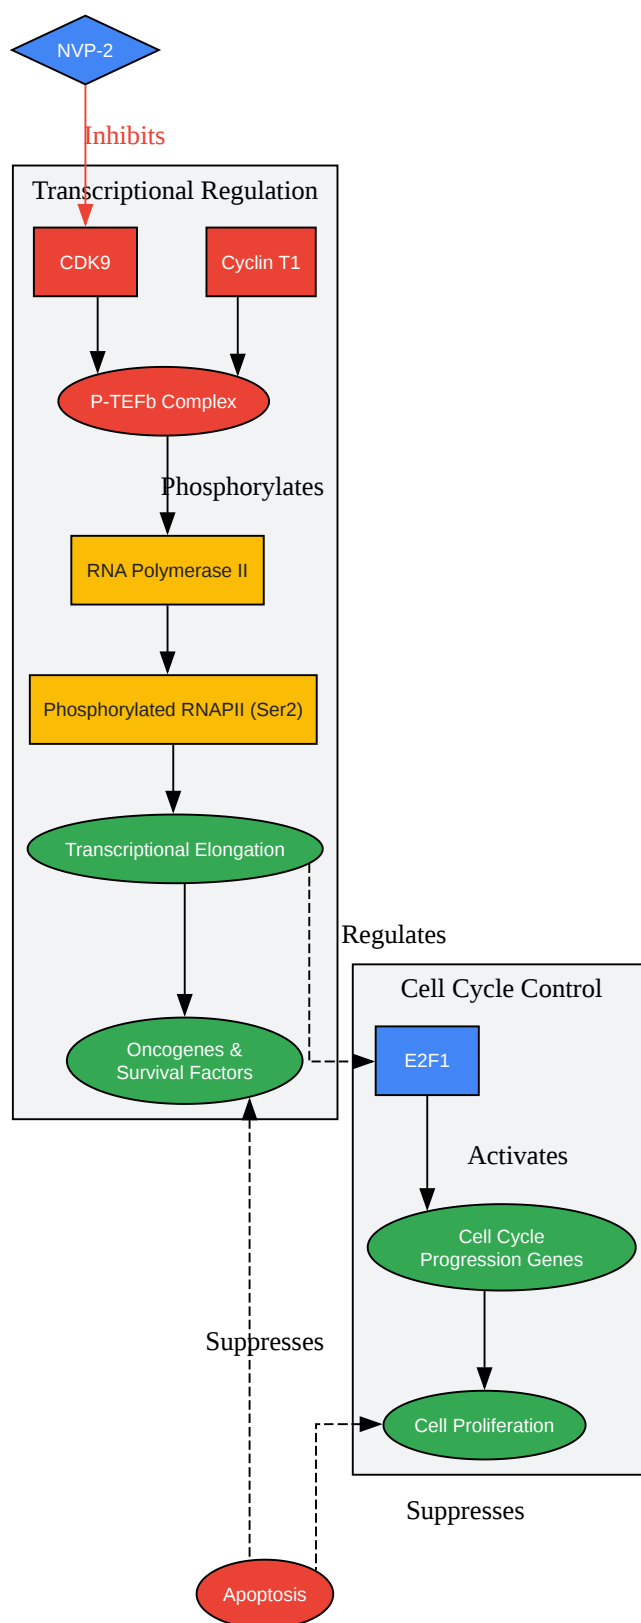 NVP-2
Inhibits
Transcriptional Regulation
CDK9
Cyclin T1
P-TEFb Complex
Phosphorylates
RNA Polymerase II
Phosphorylated RNAPII (Ser2)
Transcriptional Elongation
Regulates
Cell Cycle Control
Oncogenes &
Survival Factors
E2F1
Activates
Cell Cycle
Progression Genes
Suppresses
Cell Proliferation
Suppresses
Apoptosis